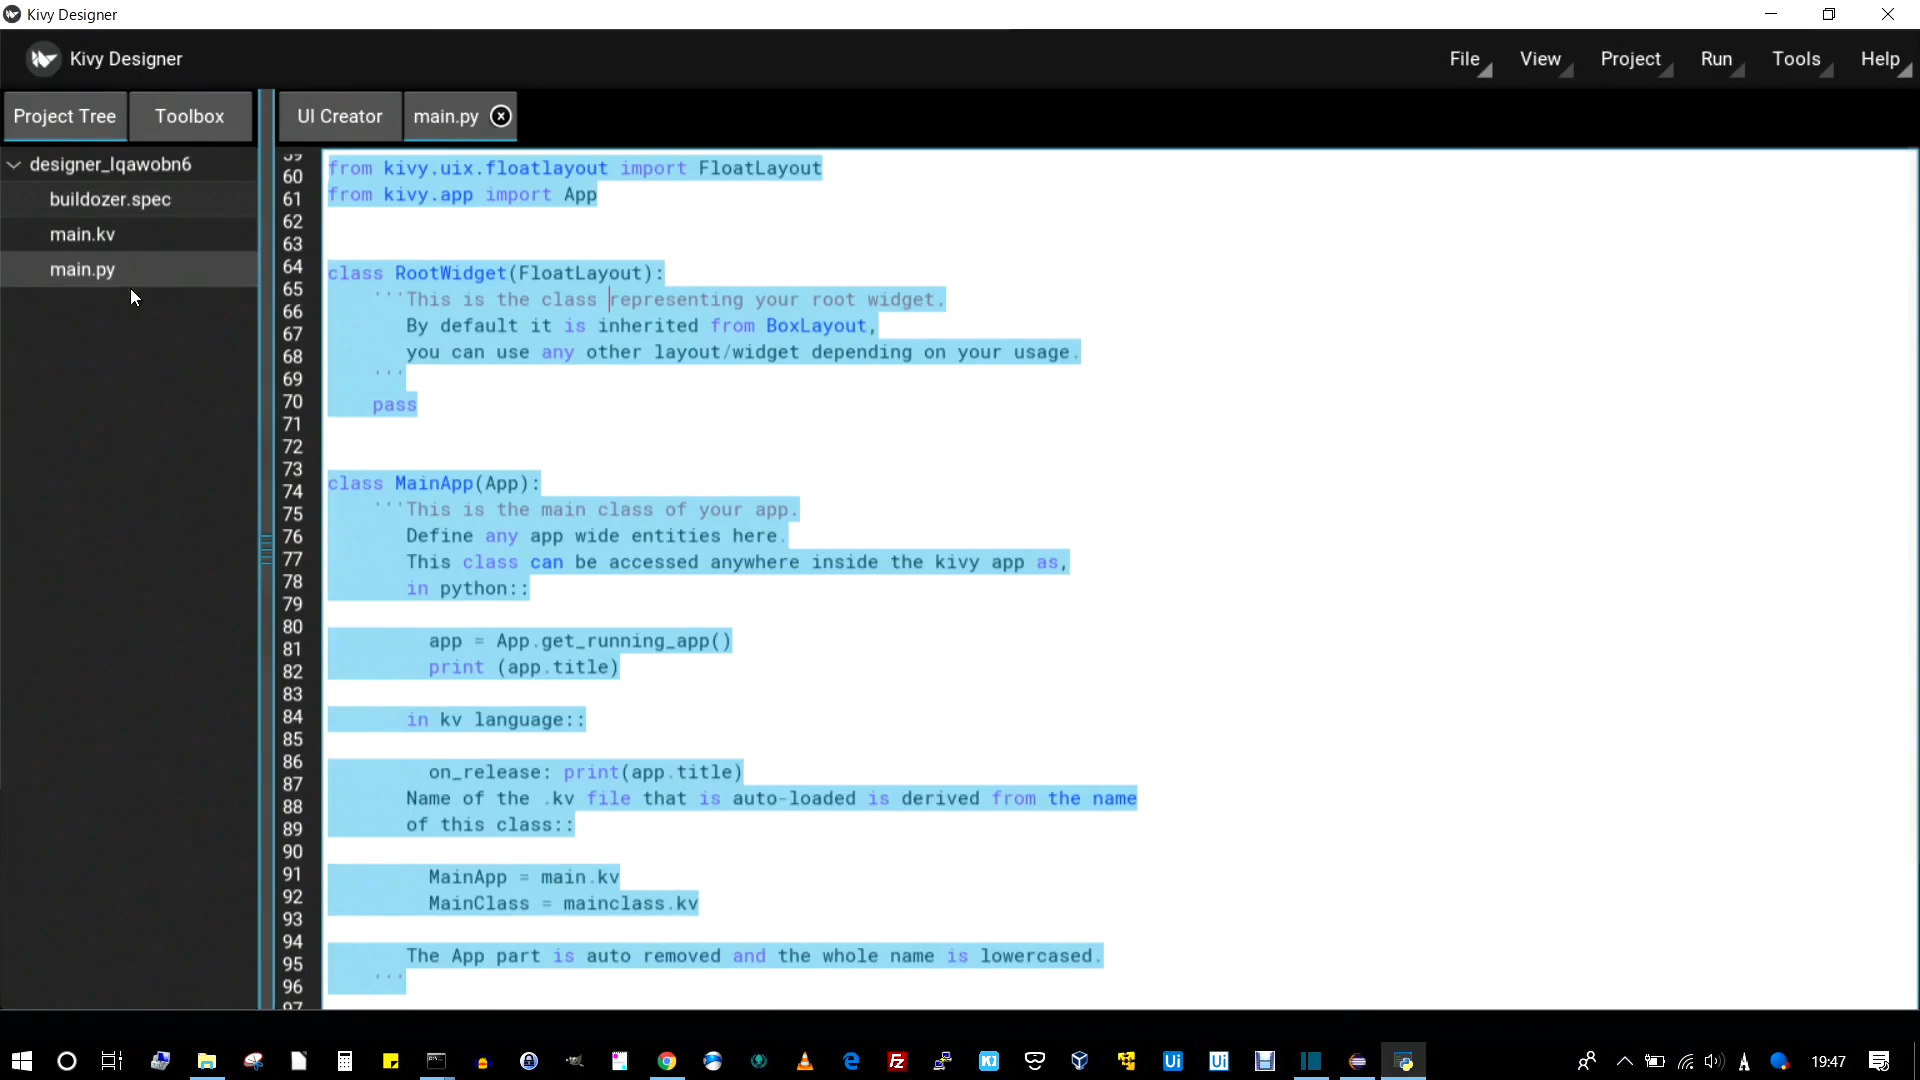 Kivy Designer
Kivy Designer
File View Project Run Tools Help
Project Tree Toolbox UI Creator main.py
designer_lqawobn6
buildozer.spec
main.kv
main.py
59
60
61
62
63
64
65
66
67
68
69
70
71
72
73
74
75
76
77
78
79
80
81
82
83
84
85
86
87
88
89
90
91
92
93
94
95
96
97
from kivy.uix.floatlayout import FloatLayout
from kivy.app import App
class RootWidget(FloatLayout):
'''This is the class representing your root widget.
By default it is inherited from BoxLayout,
you can use any other layout/widget depending on your usage.
'''
pass
class MainApp(App):
'''This is the main class of your app.
Define any app wide entities here.
This class can be accessed anywhere inside the kivy app as,
in python::
app = App.get_running_app()
print (app.title)
in kv language::
on_release: print(app.title)
Name of the .kv file that is auto-loaded is derived from the name
of this class::
MainApp = main.kv
MainClass = mainclass.kv
The App part is auto removed and the whole name is lowercased.
'''
19:47